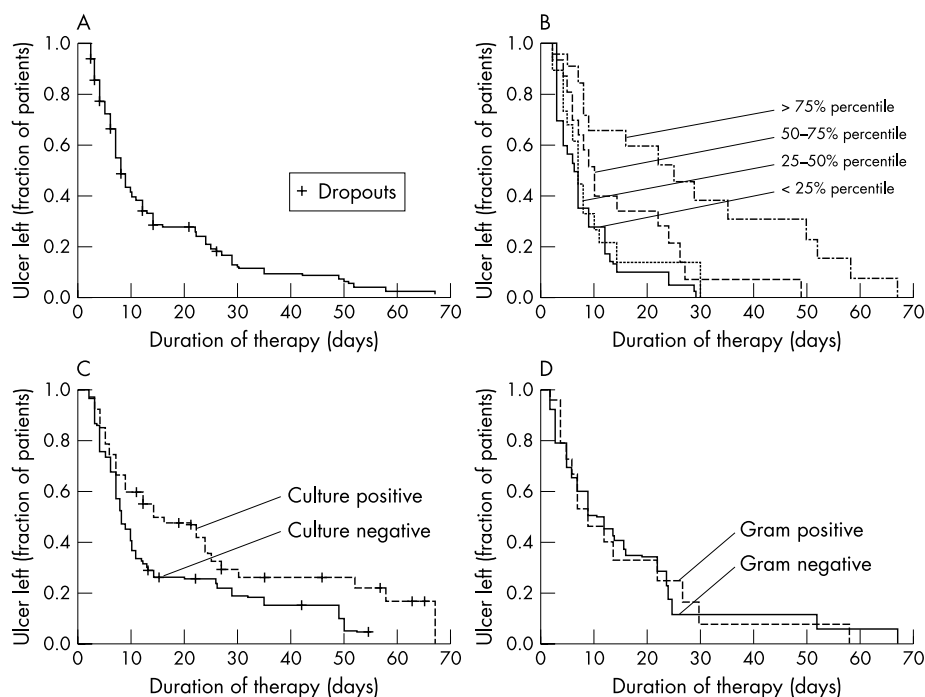 A
Ulcer left (fraction of patients)
1.0
0.8
0.6
0.4
0.2
0.0
+ Dropouts
0 10 20 30 40 50 60 70
Duration of therapy (days)
B
Ulcer left (fraction of patients)
1.0
0.8
0.6
0.4
0.2
0.0
> 75% percentile
50–75% percentile
25–50% percentile
< 25% percentile
0 10 20 30 40 50 60 70
Duration of therapy (days)
C
Ulcer left (fraction of patients)
1.0
0.8
0.6
0.4
0.2
0.0
Culture positive
Culture negative
0 10 20 30 40 50 60 70
Duration of therapy (days)
D
Ulcer left (fraction of patients)
1.0
0.8
0.6
0.4
0.2
0.0
Gram positive
Gram negative
0 10 20 30 40 50 60 70
Duration of therapy (days)